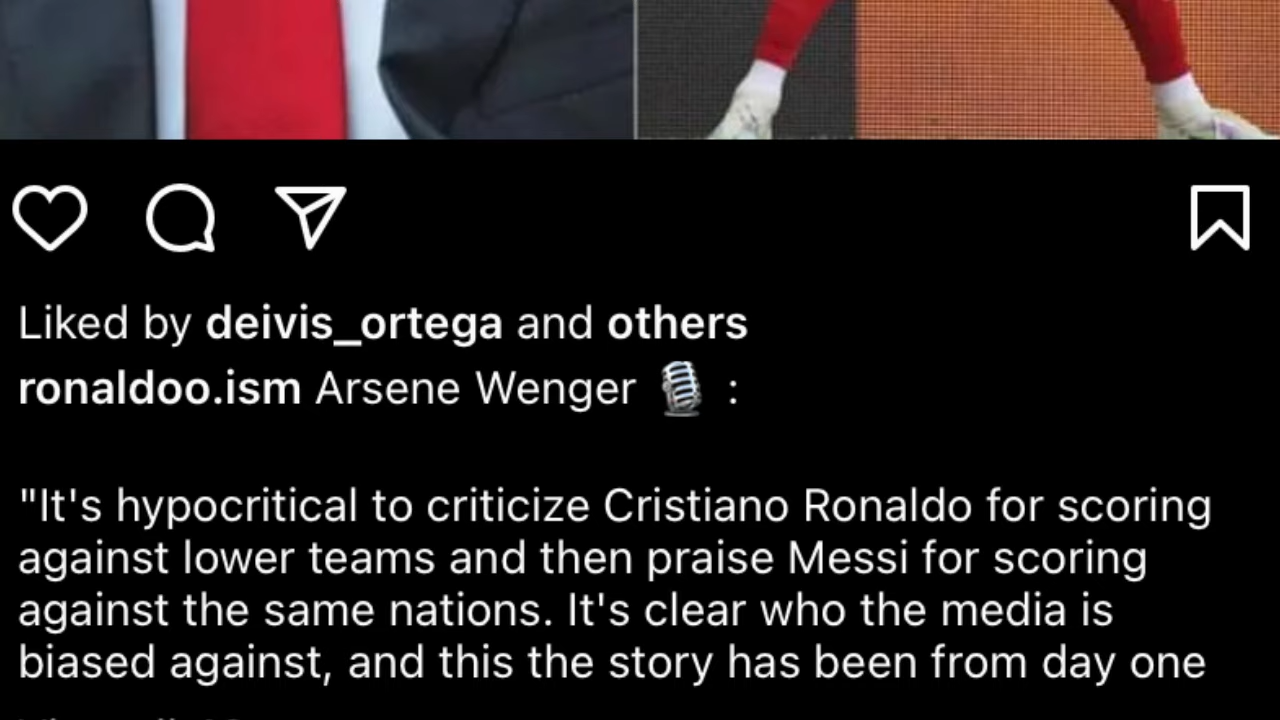 Liked by deivis_ortega and others
ronaldoo.ism Arsene Wenger 🎙️ :
"It's hypocritical to criticize Cristiano Ronaldo for scoring
against lower teams and then praise Messi for scoring
against the same nations. It's clear who the media is
biased against, and this the story has been from day one